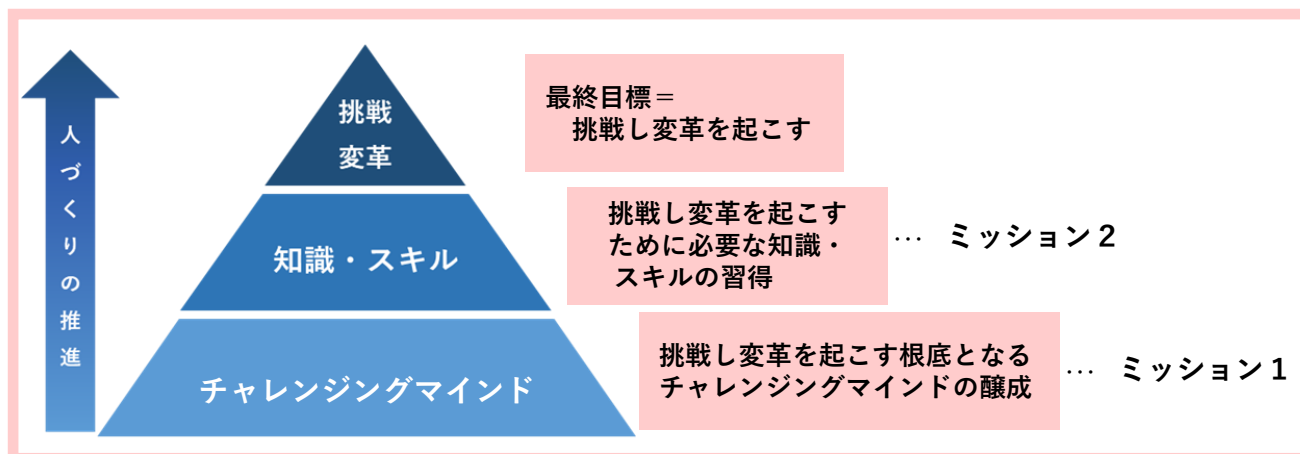 人づくりの推進
挑戦
変革
最終目標＝
挑戦し変革を起こす
知識・スキル
挑戦し変革を起こす
ために必要な知識・
スキルの習得
… ミッション２
チャレンジングマインド
挑戦し変革を起こす根底となる
チャレンジングマインドの醸成
… ミッション１